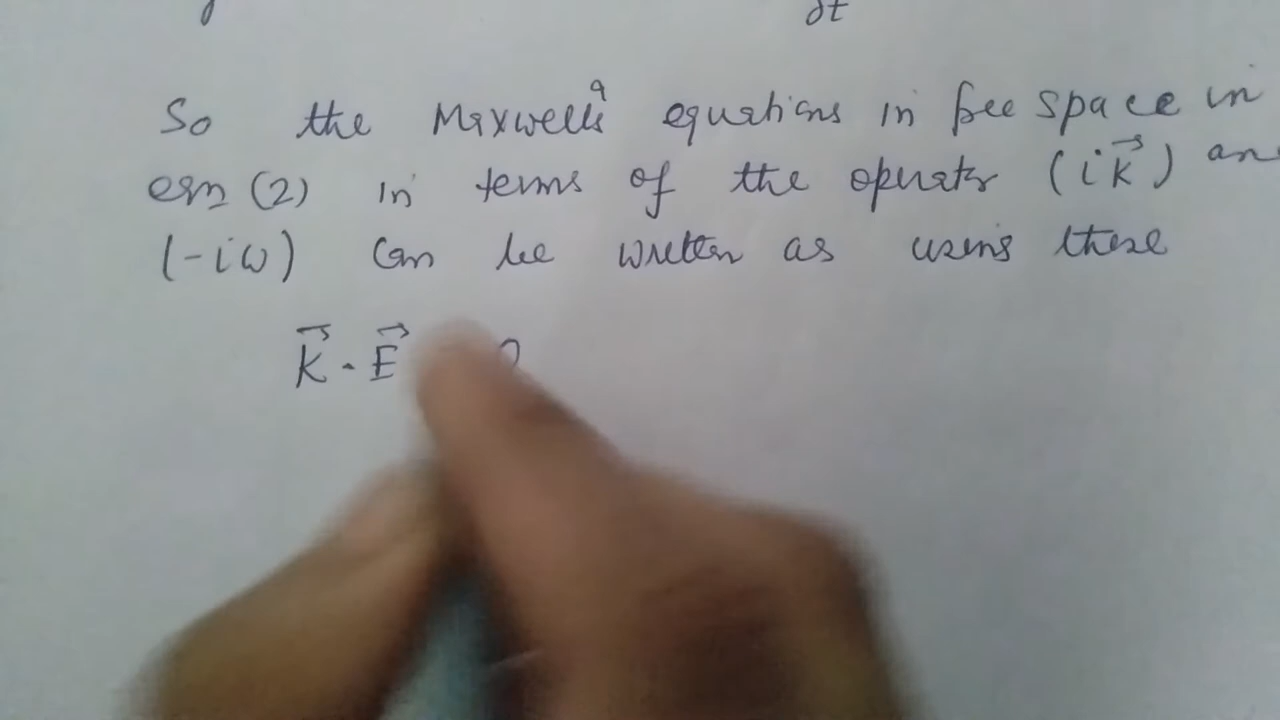 ∂t
So the Maxwell's equations in free space in
eqn (2) in terms of the operator (i k⃗) an
(-iω) can be written as using these
K⃗ . E⃗ 0